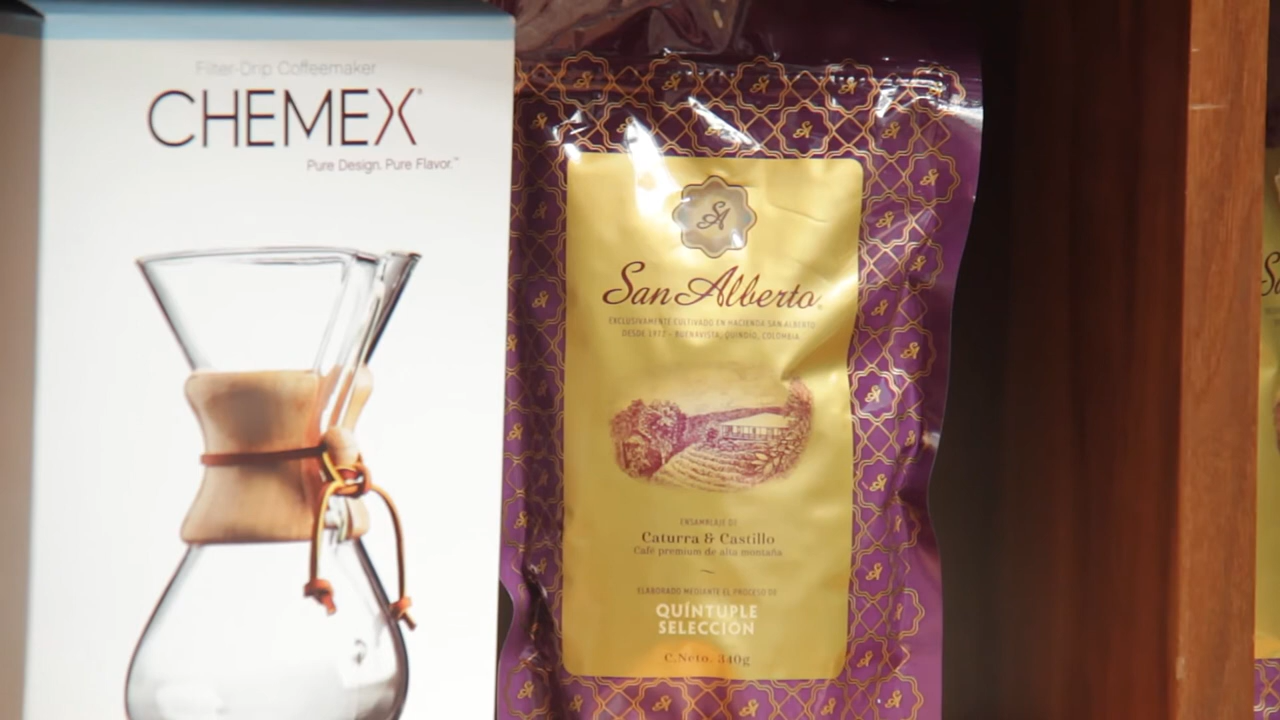 Filter-Drip Coffeemaker
CHEMEX®
Pure Design. Pure Flavor.™
SA
San Alberto®
EXCLUSIVAMENTE CULTIVADO EN HACIENDA SAN ALBERTO
DESDE 1972 - BUENAVISTA, QUINDÍO, COLOMBIA
ENSAMBLAJE DE
Caturra & Castillo
Café premium de alta montaña
ELABORADO MEDIANTE EL PROCESO DE
QUÍNTUPLE
SELECCIÓN
C.Neto. 340g